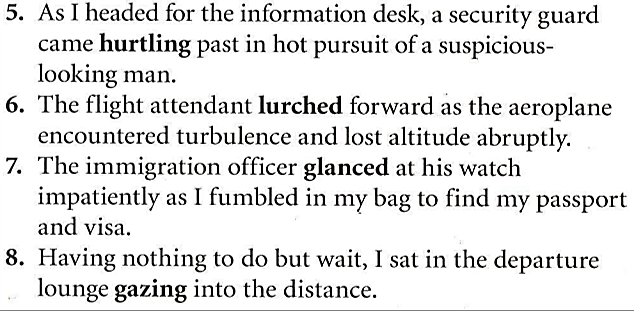 5. As I headed for the information desk, a security guard
came hurtling past in hot pursuit of a suspicious-
looking man.
6. The flight attendant lurched forward as the aeroplane
encountered turbulence and lost altitude abruptly.
7. The immigration officer glanced at his watch
impatiently as I fumbled in my bag to find my passport
and visa.
8. Having nothing to do but wait, I sat in the departure
lounge gazing into the distance.